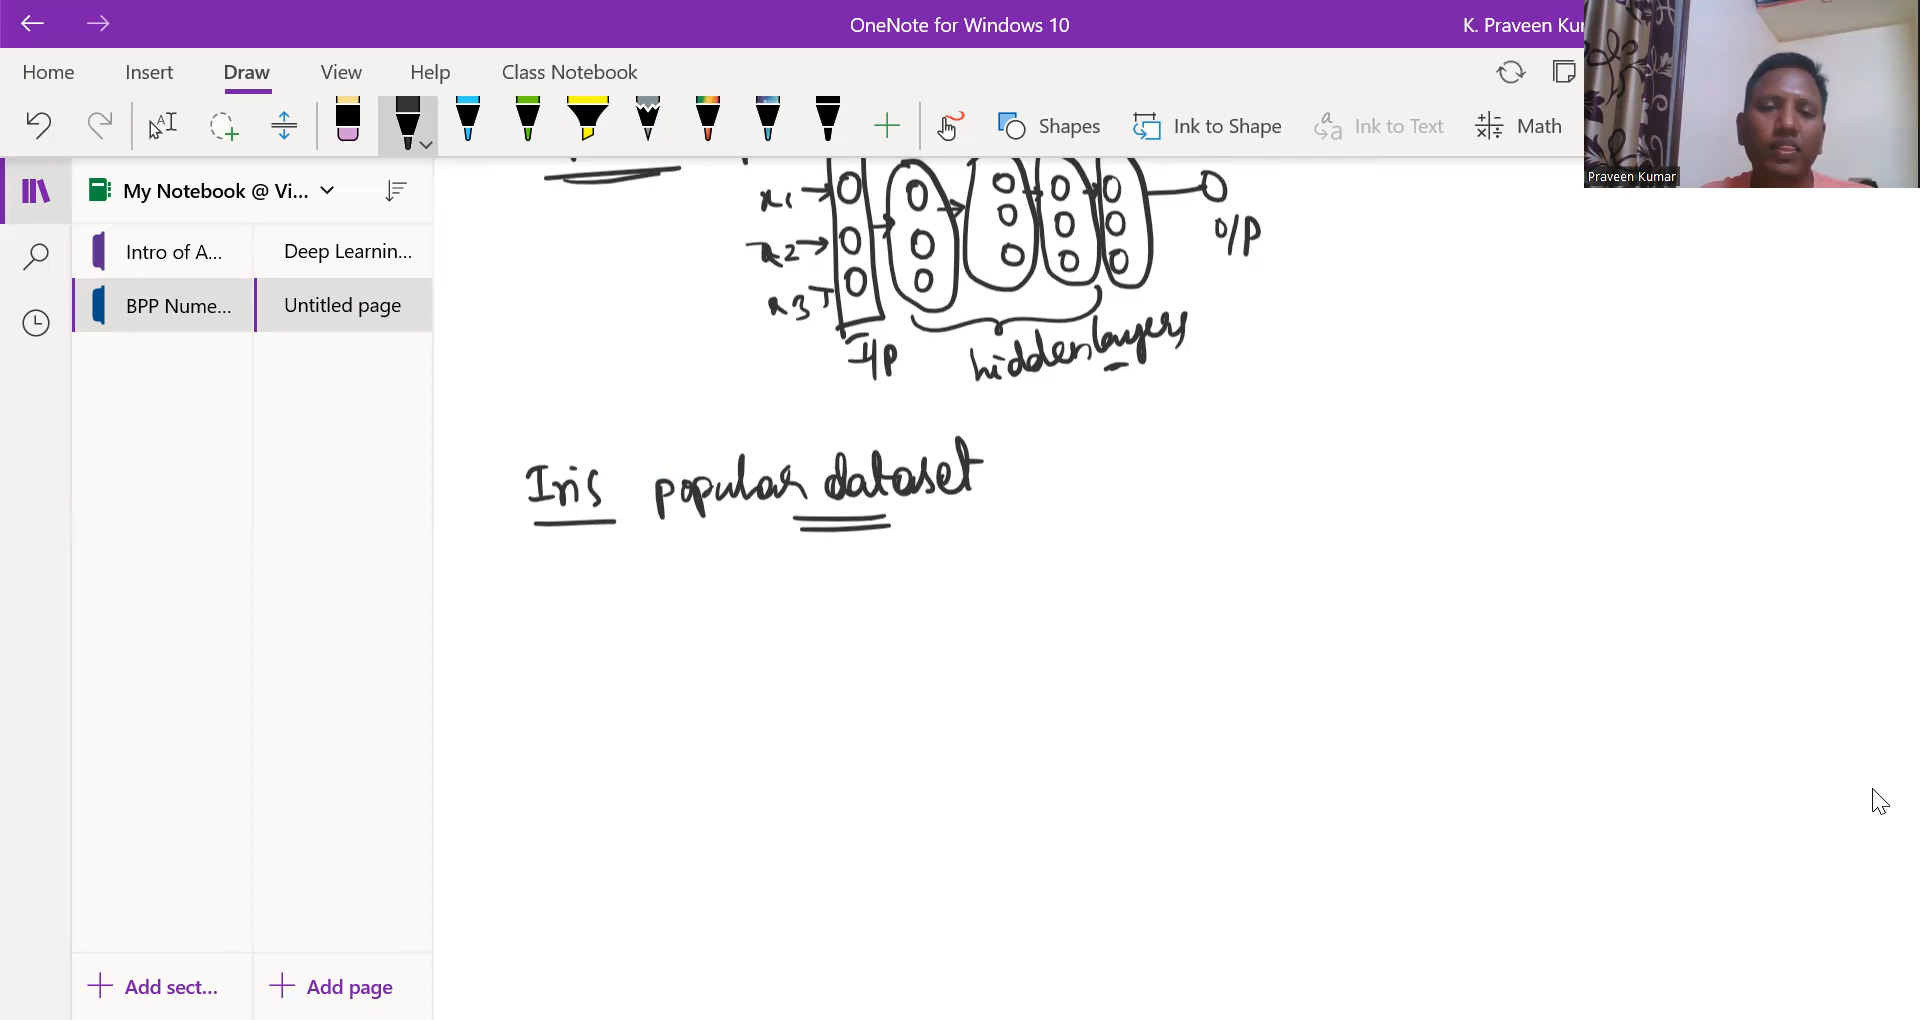 OneNote for Windows 10
K. Praveen Kur
Home Insert Draw View Help Class Notebook
Shapes Ink to Shape Ink to Text Math
Praveen Kumar
My Notebook @ Vi...
Intro of A...
Deep Learnin...
BPP Nume...
Untitled page
x1
x2
x3
O/P
I/P
hidden layers
Iris popular dataset
Add sect...
Add page